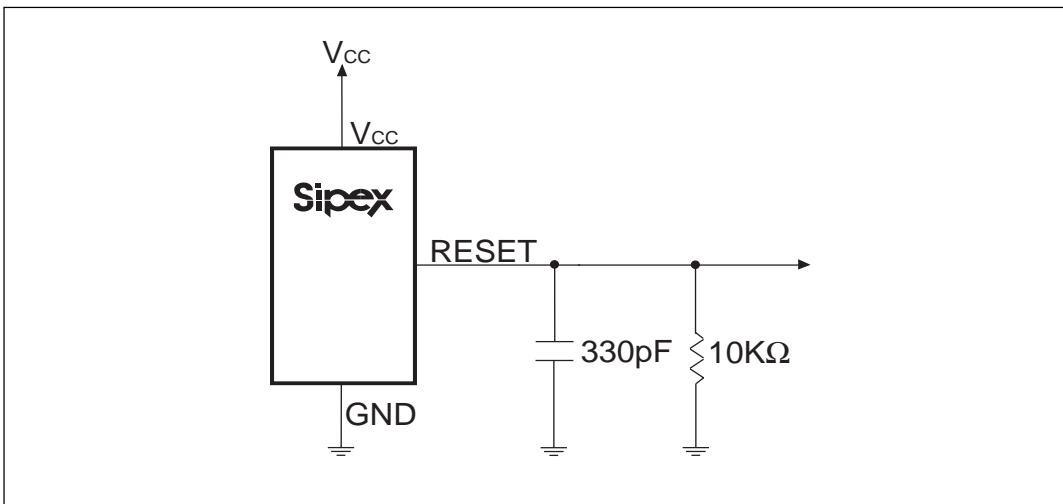 Vcc
Vcc
Sipex
RESET
330pF
10KΩ
GND